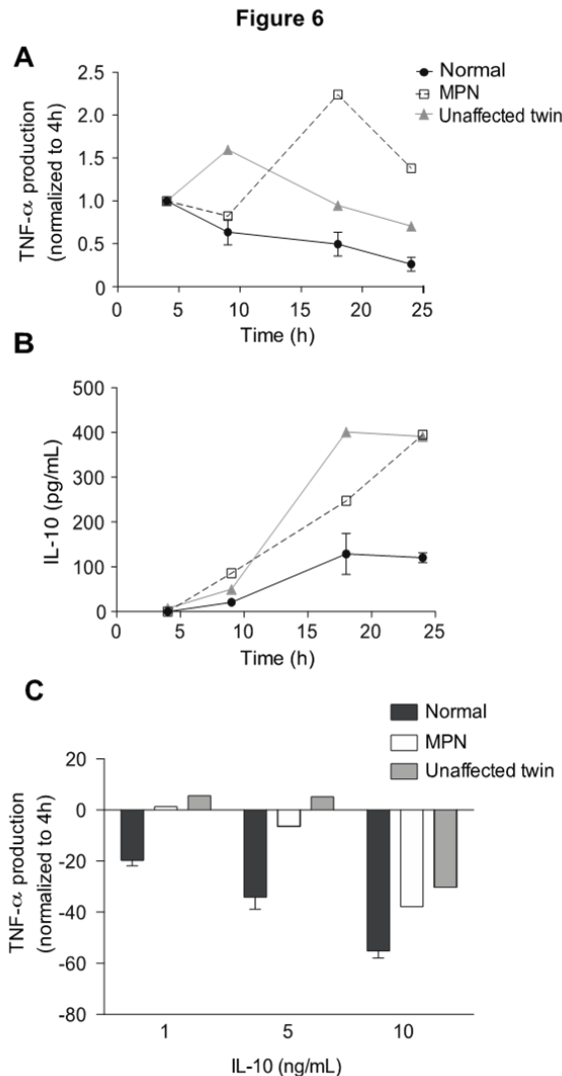 Figure 6
A
Normal
MPN
Unaffected twin
TNF-α production
(normalized to 4h)
2.5
2.0
1.5
1.0
0.5
0
0 5 10 15 20 25
Time (h)
B
IL-10 (pg/mL)
500
400
300
200
100
0
0 5 10 15 20 25
Time (h)
C
Normal
MPN
Unaffected twin
TNF-α production
(normalized to 4h)
20
0
-20
-40
-60
-80
1 5 10
IL-10 (ng/mL)